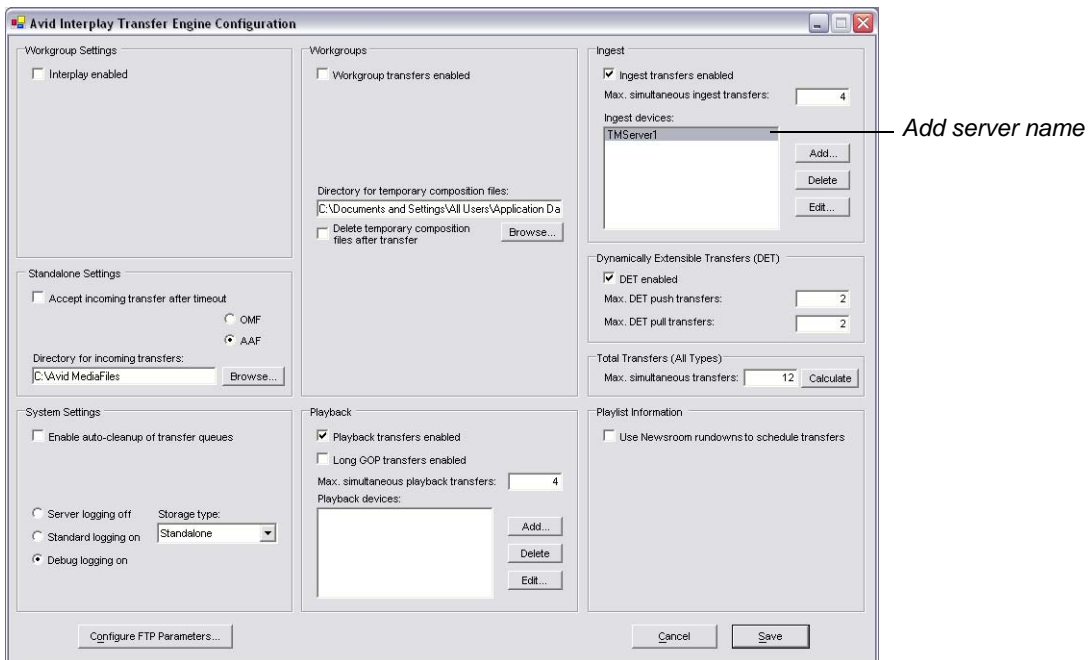 Avid Interplay Transfer Engine Configuration
Workgroup Settings
Interplay enabled
Standalone Settings
Accept incoming transfer after timeout
OMF
AAF
Directory for incoming transfers:
C:\Avid MediaFiles
Browse...
System Settings
Enable auto-cleanup of transfer queues
Server logging off
Storage type:
Standard logging on
Standalone
Debug logging on
Configure FTP Parameters...
Workgroups
Workgroup transfers enabled
Directory for temporary composition files:
C:\Documents and Settings\All Users\Application Da
Delete temporary composition
files after transfer
Browse...
Playback
Playback transfers enabled
Long GOP transfers enabled
Max. simultaneous playback transfers: 4
Playback devices:
Add...
Delete
Edit...
Ingest
Ingest transfers enabled
Max. simultaneous ingest transfers: 4
Ingest devices:
TMServer1
Add server name
Add...
Delete
Edit...
Dynamically Extensible Transfers (DET)
DET enabled
Max. DET push transfers: 2
Max. DET pull transfers: 2
Total Transfers (All Types)
Max. simultaneous transfers: 12 Calculate
Playlist Information
Use Newsroom rundowns to schedule transfers
Cancel
Save